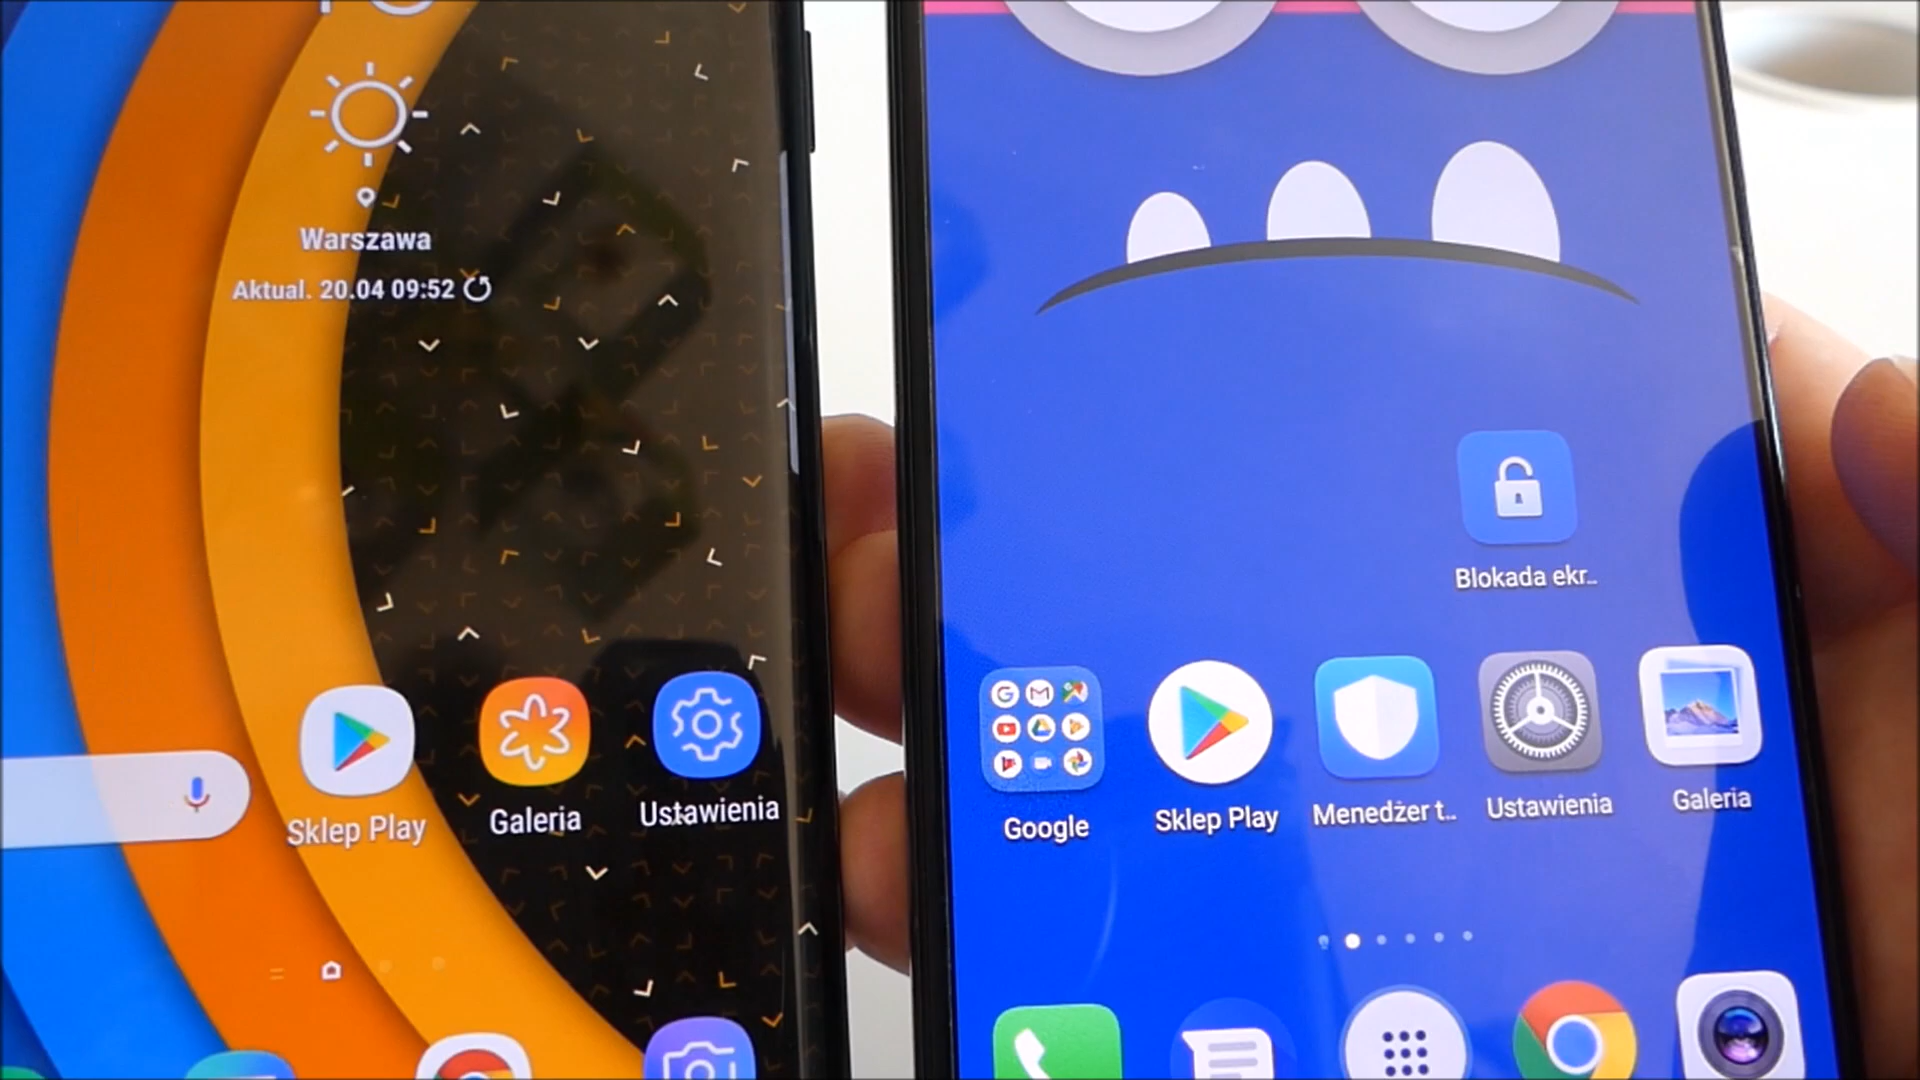 Warszawa
Aktual. 20.04 09:52
Sklep Play
Galeria
Ustawienia
Blokada ekr...
Google
Sklep Play
Menedżer t...
Ustawienia
Galeria